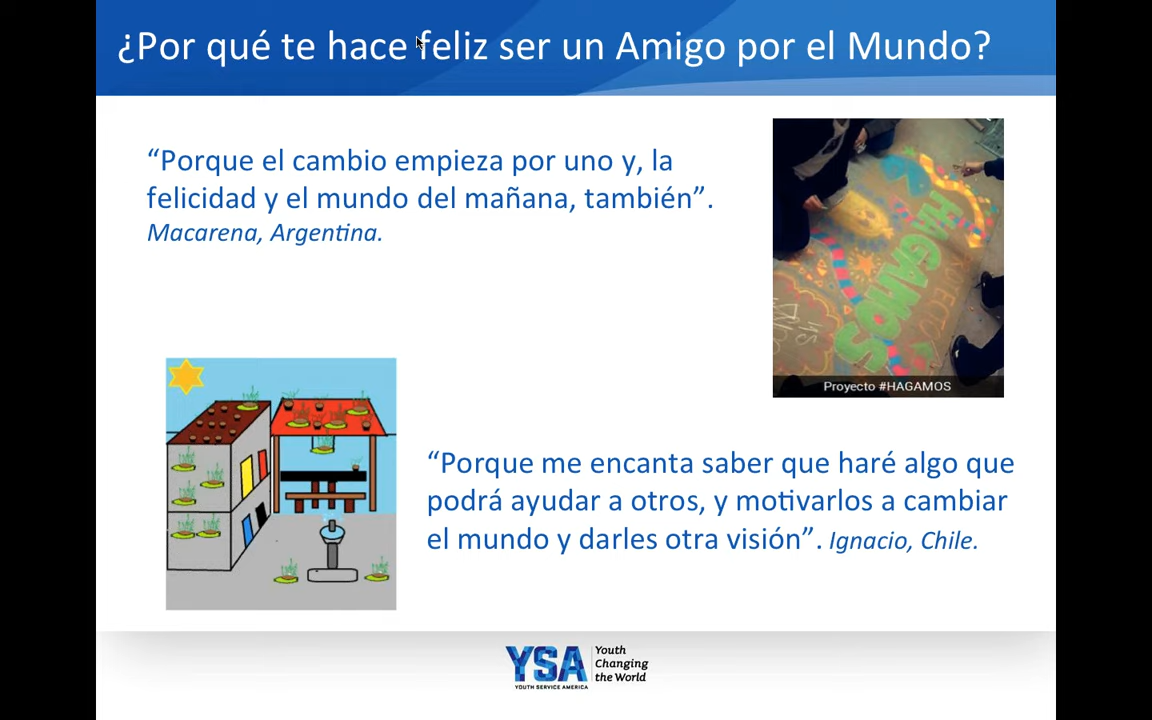 ¿Por qué te hace feliz ser un Amigo por el Mundo?
“Porque el cambio empieza por uno y, la
felicidad y el mundo del mañana, también”.
Macarena, Argentina.
HAGAMOS
Proyecto #HAGAMOS
“Porque me encanta saber que haré algo que
podrá ayudar a otros, y motivarlos a cambiar
el mundo y darles otra visión”. Ignacio, Chile.
YSA
YOUTH SERVICE AMERICA
Youth
Changing
the World